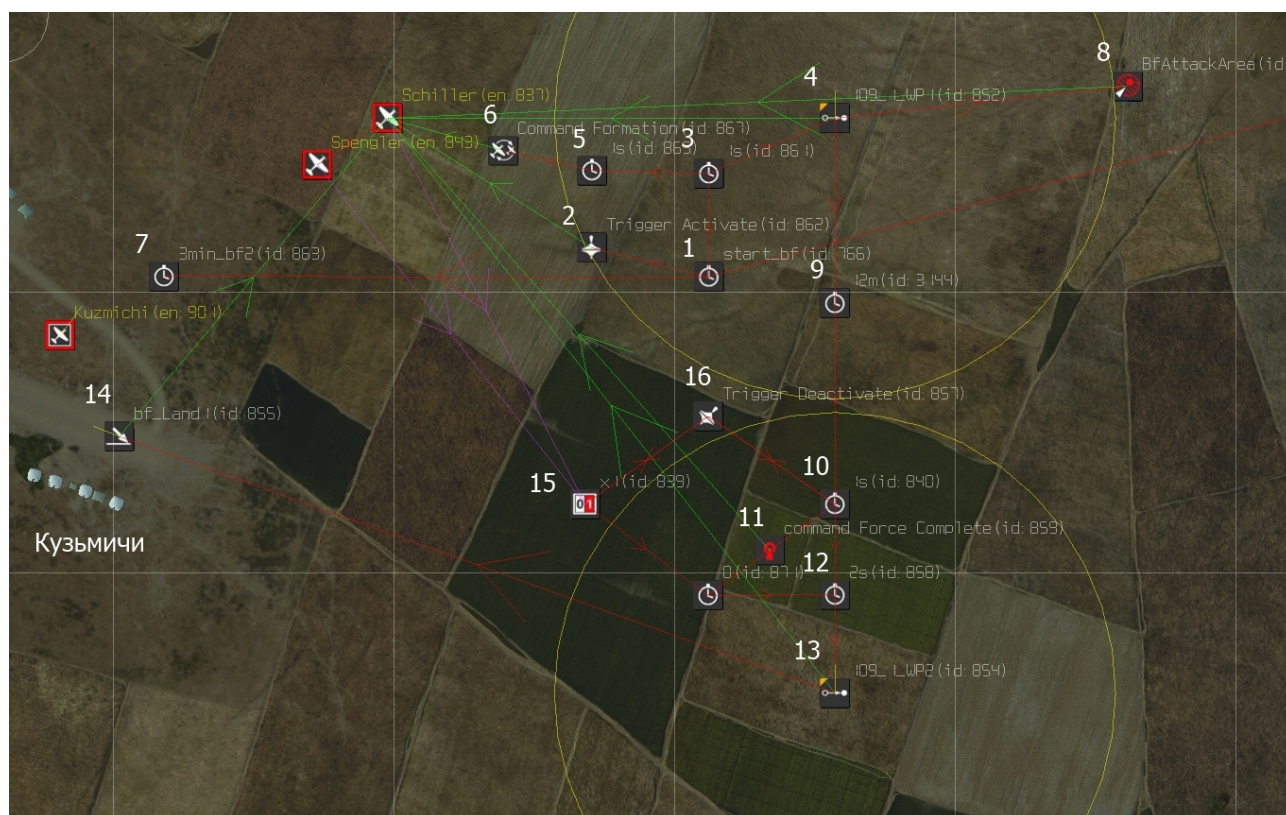 8
BfAttackArea(id
4
109_1_WP1(id: 852)
Schiller(en: 837)
6
Command Formation(id: 867)
Spengler(en: 843)
5
1s(id: 865)
3
1s(id: 861)
2
Trigger Activate(id: 862)
7
3min_bf2(id: 863)
1
start_bf(id: 766)
9
12m(id: 3144)
Kuzmichi(en: 901)
14
bf_Land1(id: 855)
16
Trigger Deactivate(id: 857)
15
x1(id: 839)
01
10
1s(id: 840)
11
command Force Complete(id: 859)
Кузьмичи
0(id: 871)
12
2s(id: 858)
13
109_1_WP2(id: 854)